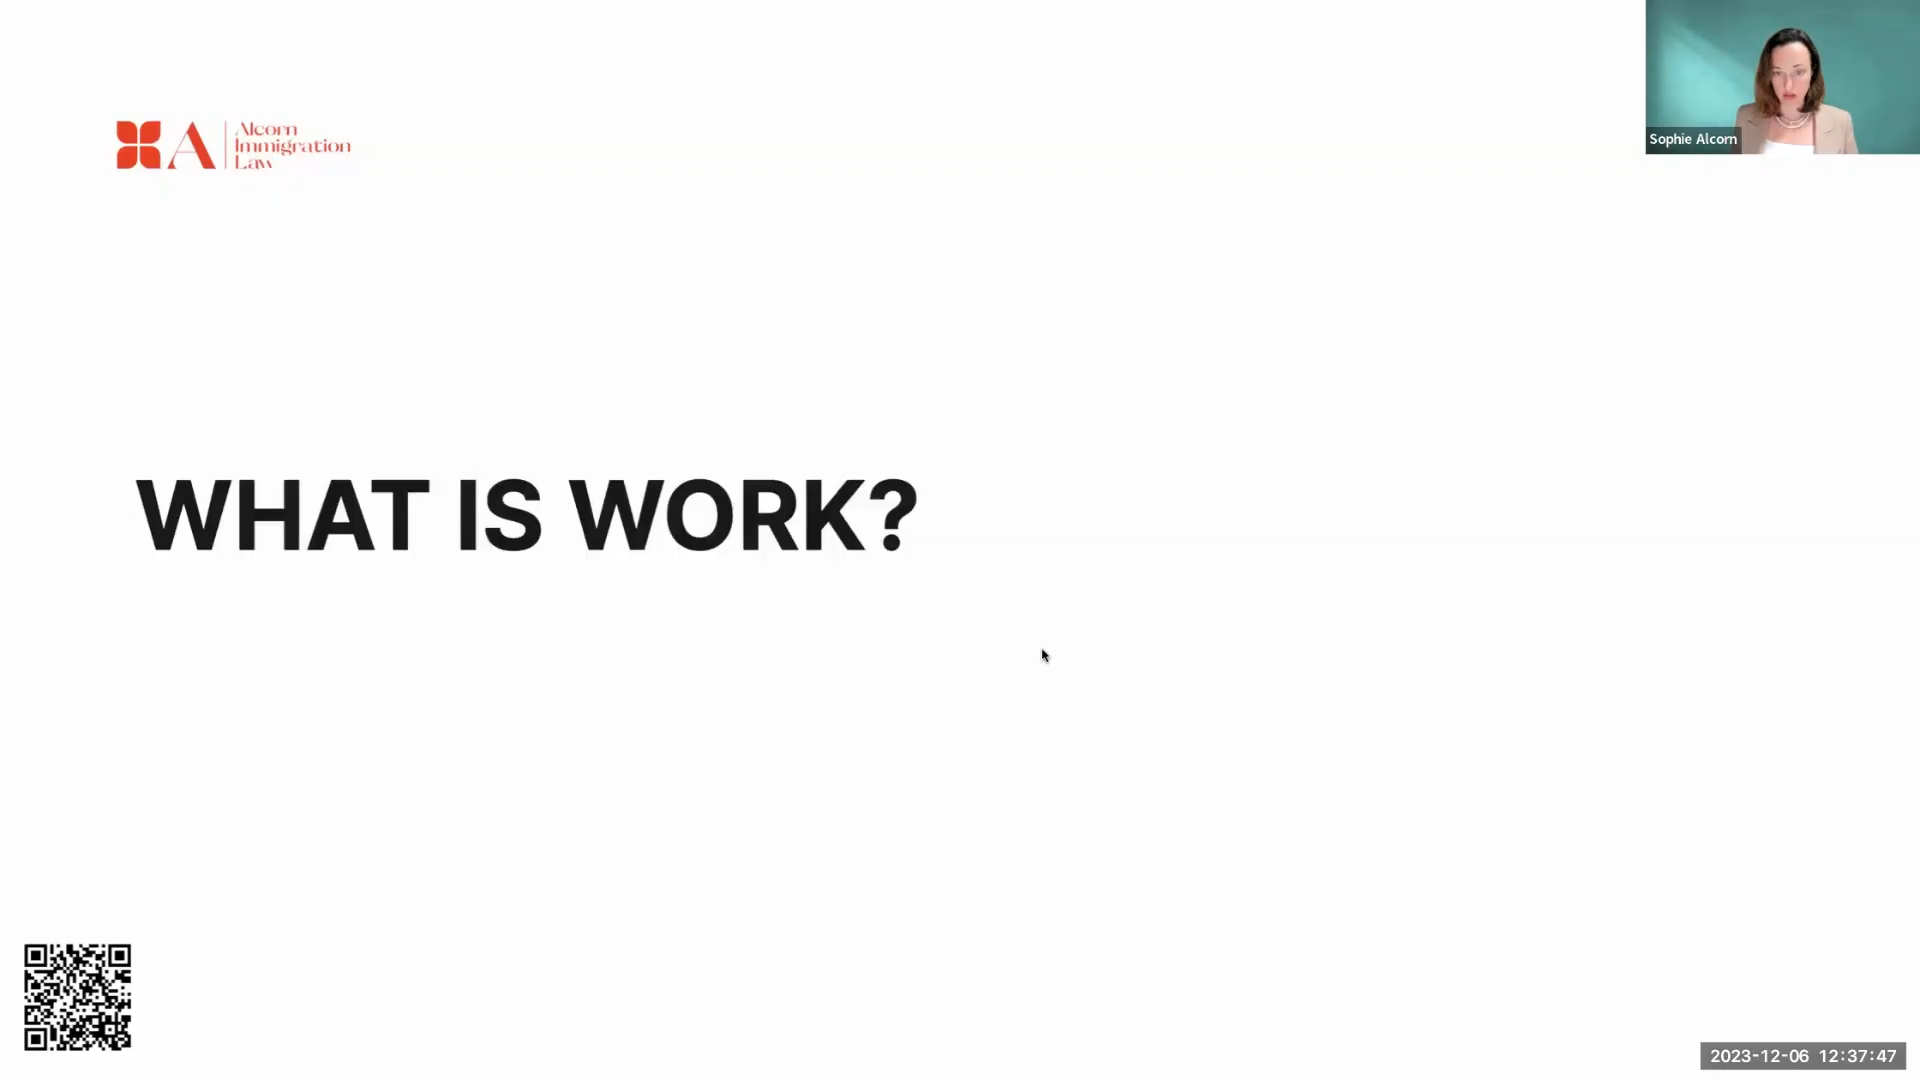 Alcorn
Immigration
Law
Sophie Alcorn
WHAT IS WORK?
2023-12-06 12:37:47